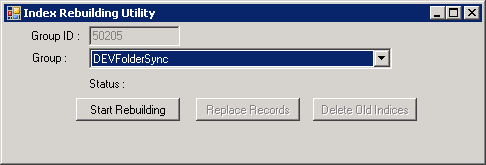 Index Rebuilding Utility
Group ID : 50205
Group : DEVFolderSync
Status :
Start Rebuilding Replace Records Delete Old Indices